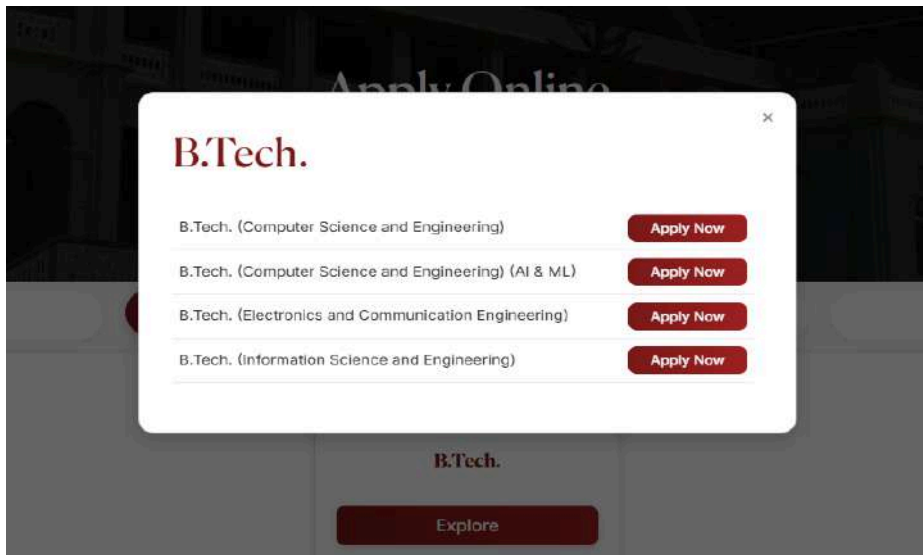 Apply Online
×
B.Tech.
B.Tech. (Computer Science and Engineering) Apply Now
B.Tech. (Computer Science and Engineering) (AI & ML) Apply Now
B.Tech. (Electronics and Communication Engineering) Apply Now
B.Tech. (Information Science and Engineering) Apply Now
B.Tech.
Explore